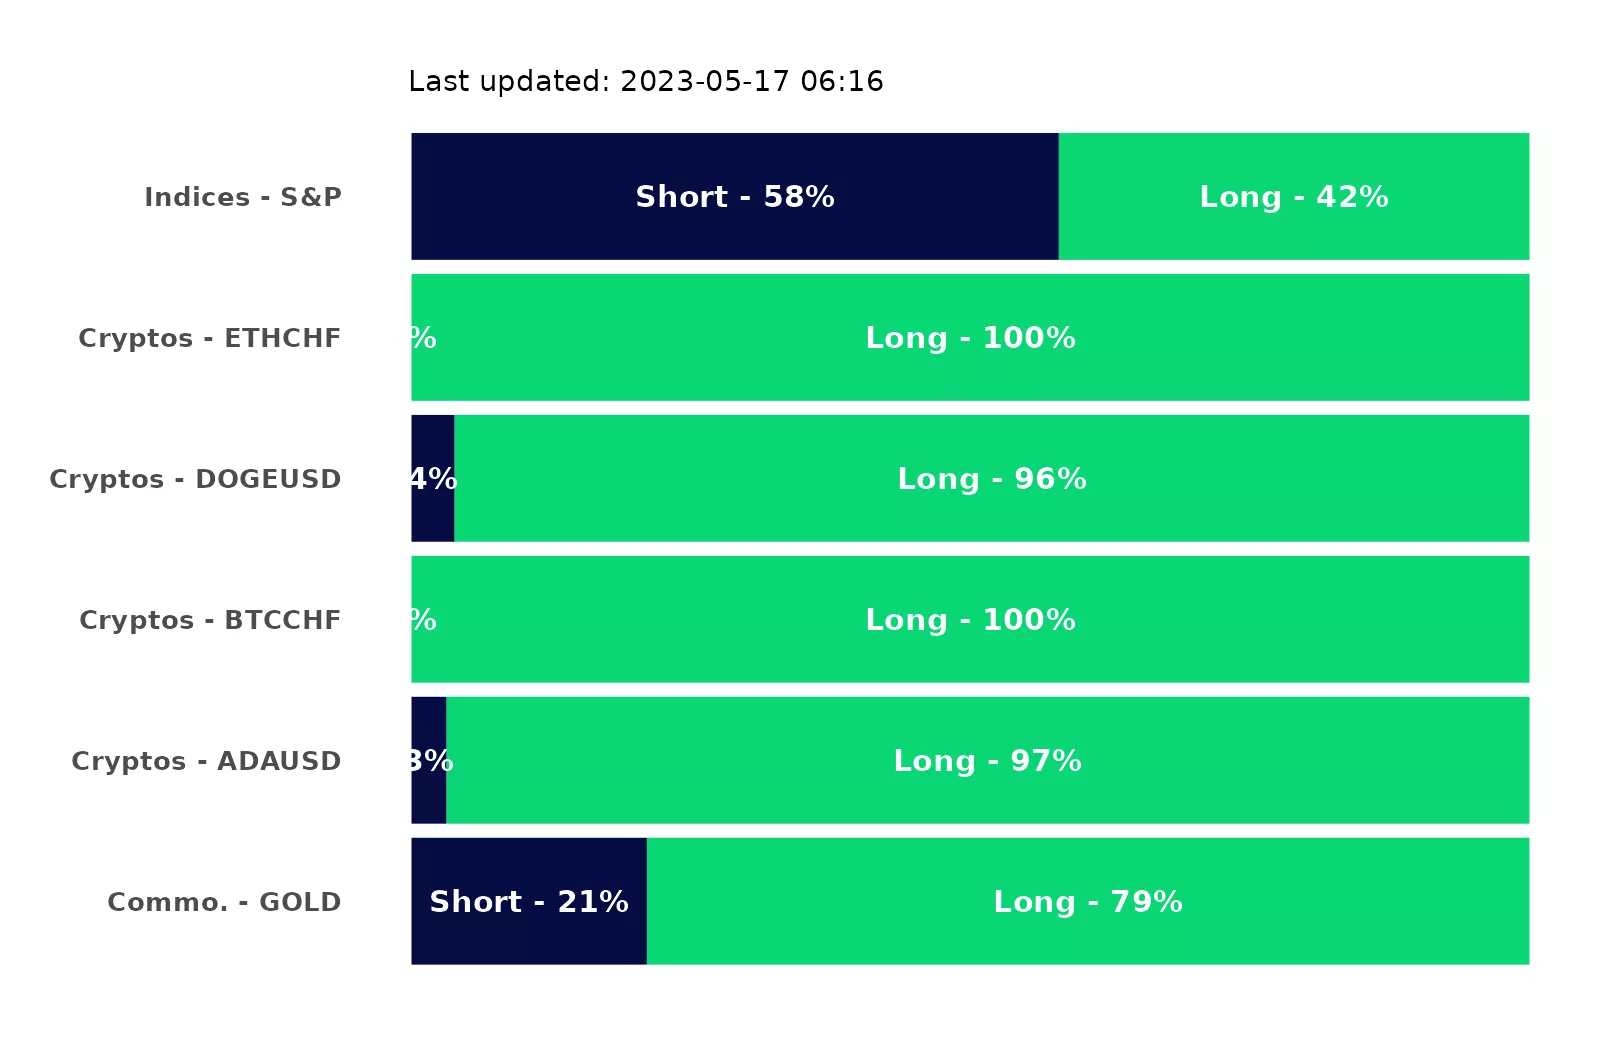 Last updated: 2023-05-17 06:16
Indices - S&P Short - 58% Long - 42%
Cryptos - ETHCHF % Long - 100%
Cryptos - DOGEUSD 4% Long - 96%
Cryptos - BTCCHF % Long - 100%
Cryptos - ADAUSD 3% Long - 97%
Commo. - GOLD Short - 21% Long - 79%